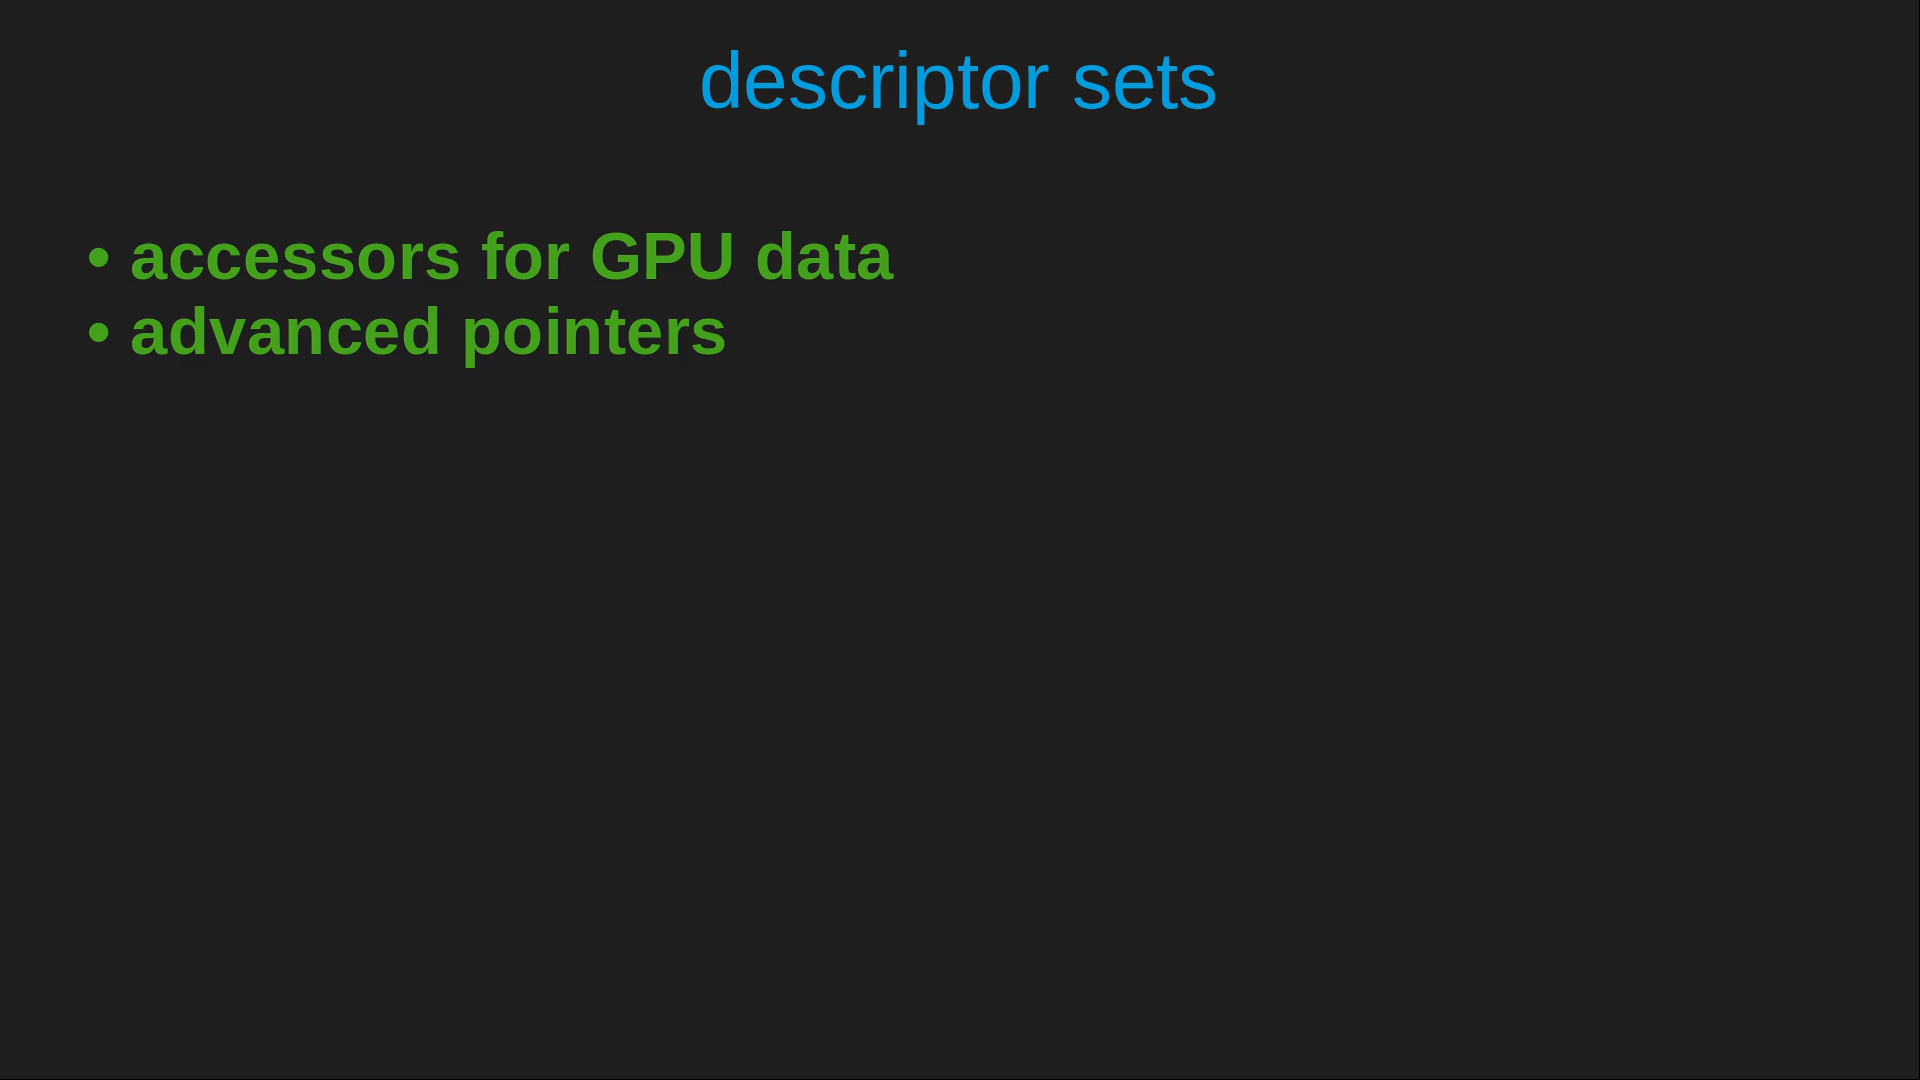 descriptor sets
• accessors for GPU data
• advanced pointers